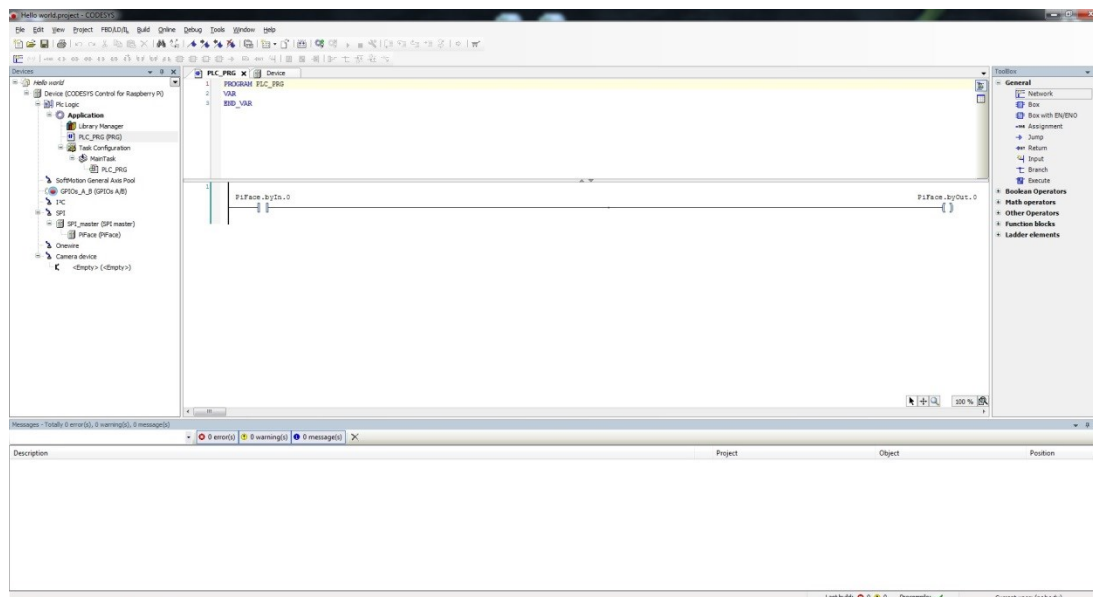 Hello world.project - CODESYS
File Edit View Project FBD/LD/IL Build Online Debug Tools Window Help
Devices
Hello world
Device (CODESYS Control for Raspberry Pi)
Plc Logic
Application
Library Manager
PLC_PRG (PRG)
Task Configuration
MainTask
PLC_PRG
SoftMotion General Axis Pool
GPIOs_A_B (GPIOs A/B)
I²C
SPI
SPI_master (SPI master)
PiFace (PiFace)
Onewire
Camera device
<Empty> (<Empty>)
PLC_PRG Device
1 PROGRAM PLC_PRG
2 VAR
3 END_VAR
1
PiFace.byIn.0 PiFace.byOut.0
100 %
ToolBox
General
Network
Box
Box with EN/ENO
Assignment
Jump
Return
Input
Branch
Execute
Boolean Operators
Math operators
Other Operators
Function blocks
Ladder elements
Messages - Totally 0 error(s), 0 warning(s), 0 message(s)
0 error(s) 0 warning(s) 0 message(s)
Description Project Object Position